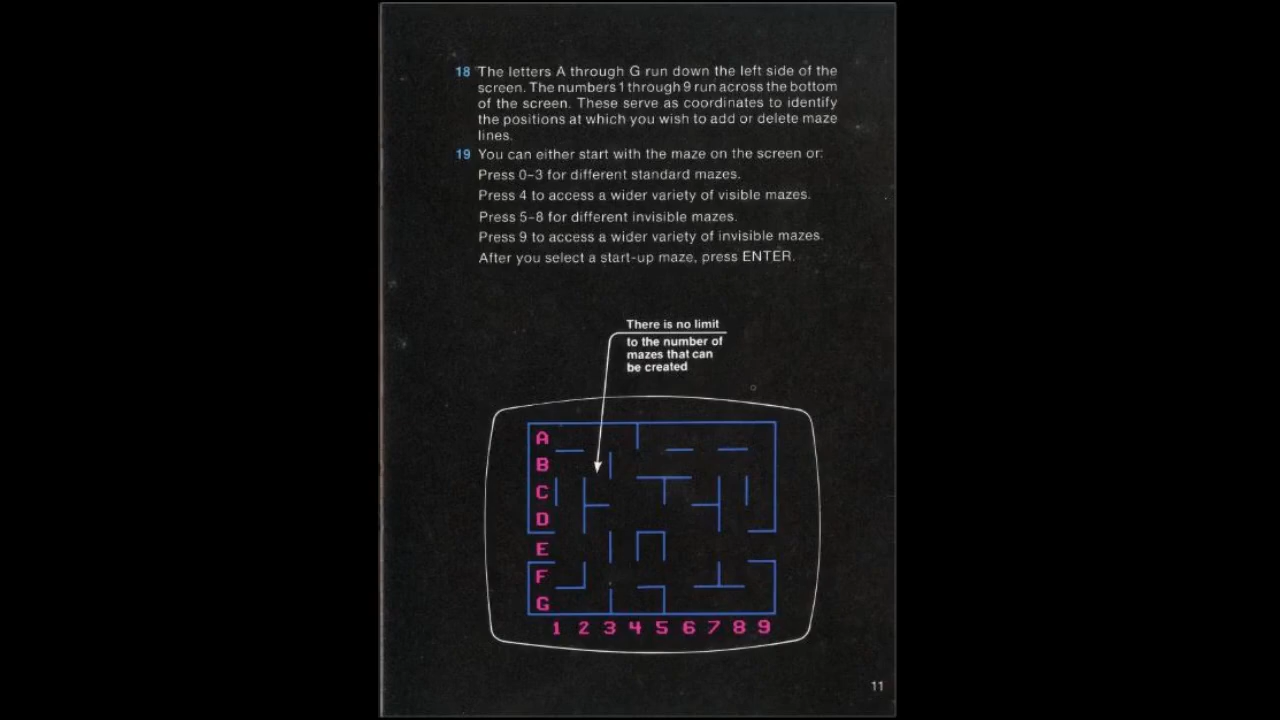 18 The letters A through G run down the left side of the
screen. The numbers 1 through 9 run across the bottom
of the screen. These serve as coordinates to identify
the positions at which you wish to add or delete maze
lines.
19 You can either start with the maze on the screen or:
Press 0–3 for different standard mazes.
Press 4 to access a wider variety of visible mazes.
Press 5–8 for different invisible mazes.
Press 9 to access a wider variety of invisible mazes.
After you select a start-up maze, press ENTER.
There is no limit
to the number of
mazes that can
be created
A
B
C
D
E
F
G
1 2 3 4 5 6 7 8 9
11